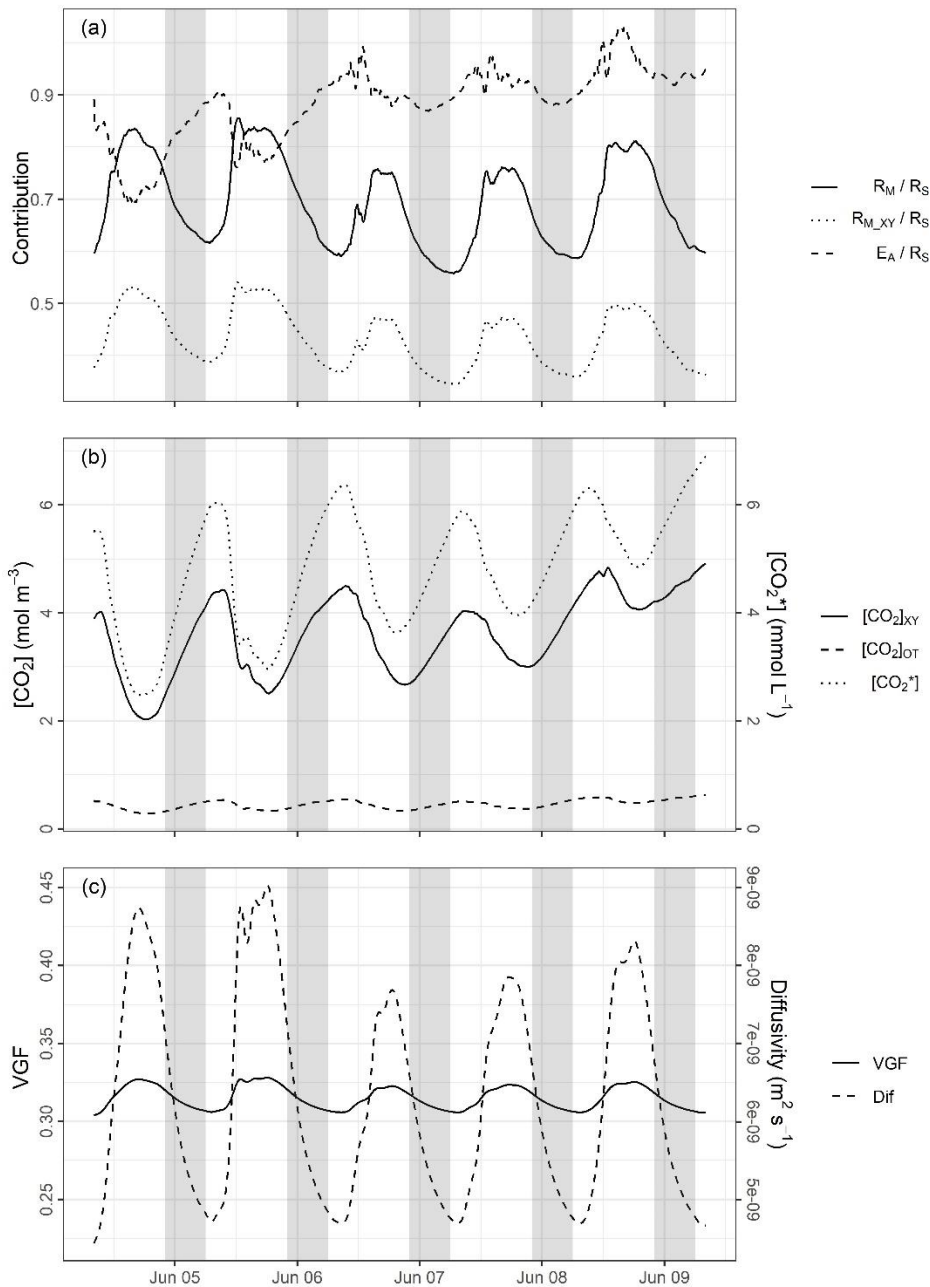 (a)
0.9
0.7
0.5
Contribution
R_M / R_S
R_M_XY / R_S
E_A / R_S
(b)
6
4
2
0
[CO₂] (mol m⁻³)
6
4
2
0
[CO₂*] (mmol L⁻¹)
[CO₂]XY
[CO₂]OT
[CO₂*]
(c)
0.45
0.40
0.35
0.30
0.25
VGF
9e-09
8e-09
7e-09
6e-09
5e-09
Diffusivity (m² s⁻¹)
VGF
Dif
Jun 05 Jun 06 Jun 07 Jun 08 Jun 09